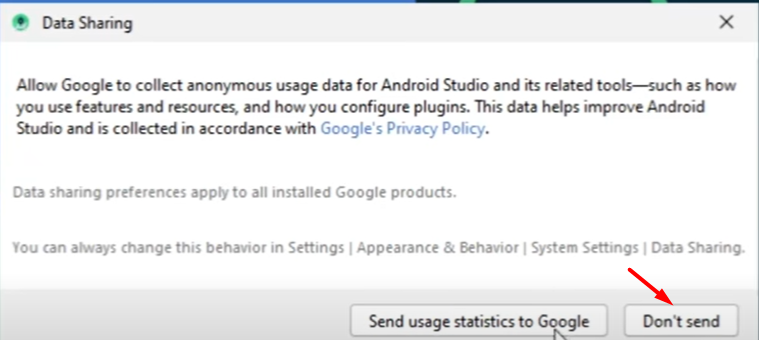 Data Sharing
Allow Google to collect anonymous usage data for Android Studio and its related tools—such as how
you use features and resources, and how you configure plugins. This data helps improve Android
Studio and is collected in accordance with Google's Privacy Policy.
Data sharing preferences apply to all installed Google products.
You can always change this behavior in Settings | Appearance & Behavior | System Settings | Data Sharing.
Send usage statistics to Google
Don't send